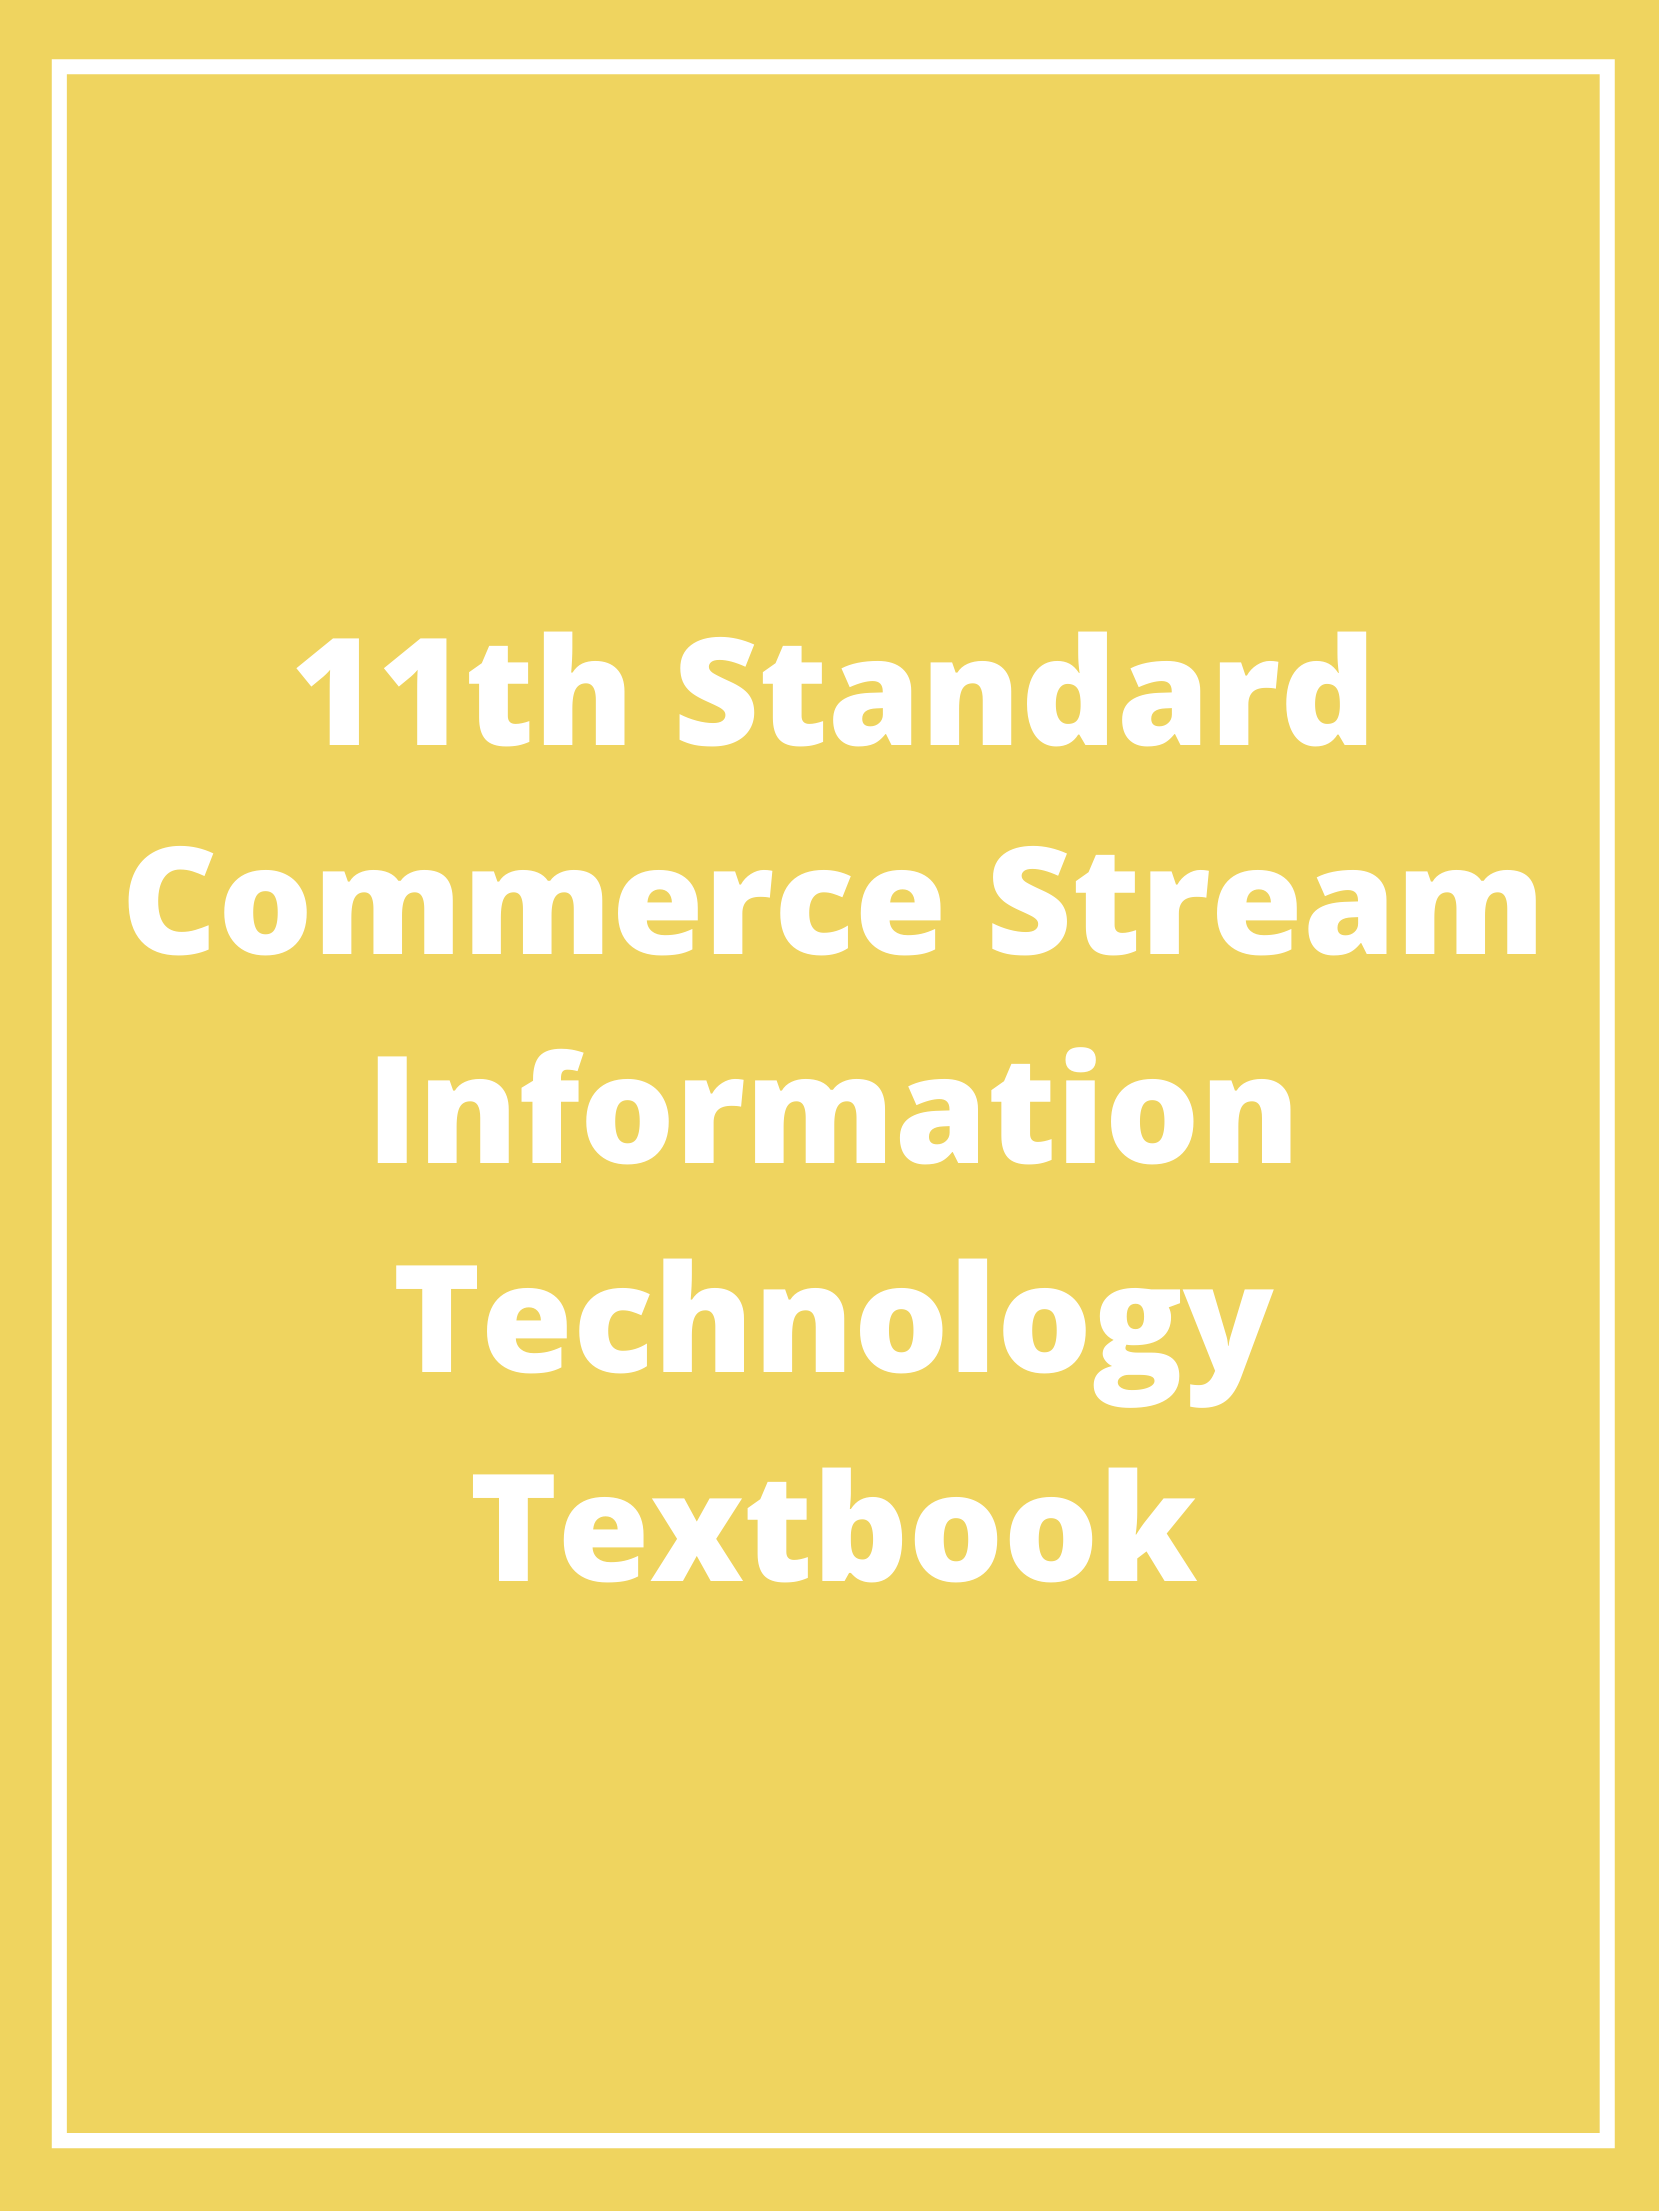 11th Standard
Commerce Stream
Information
Technology
Textbook